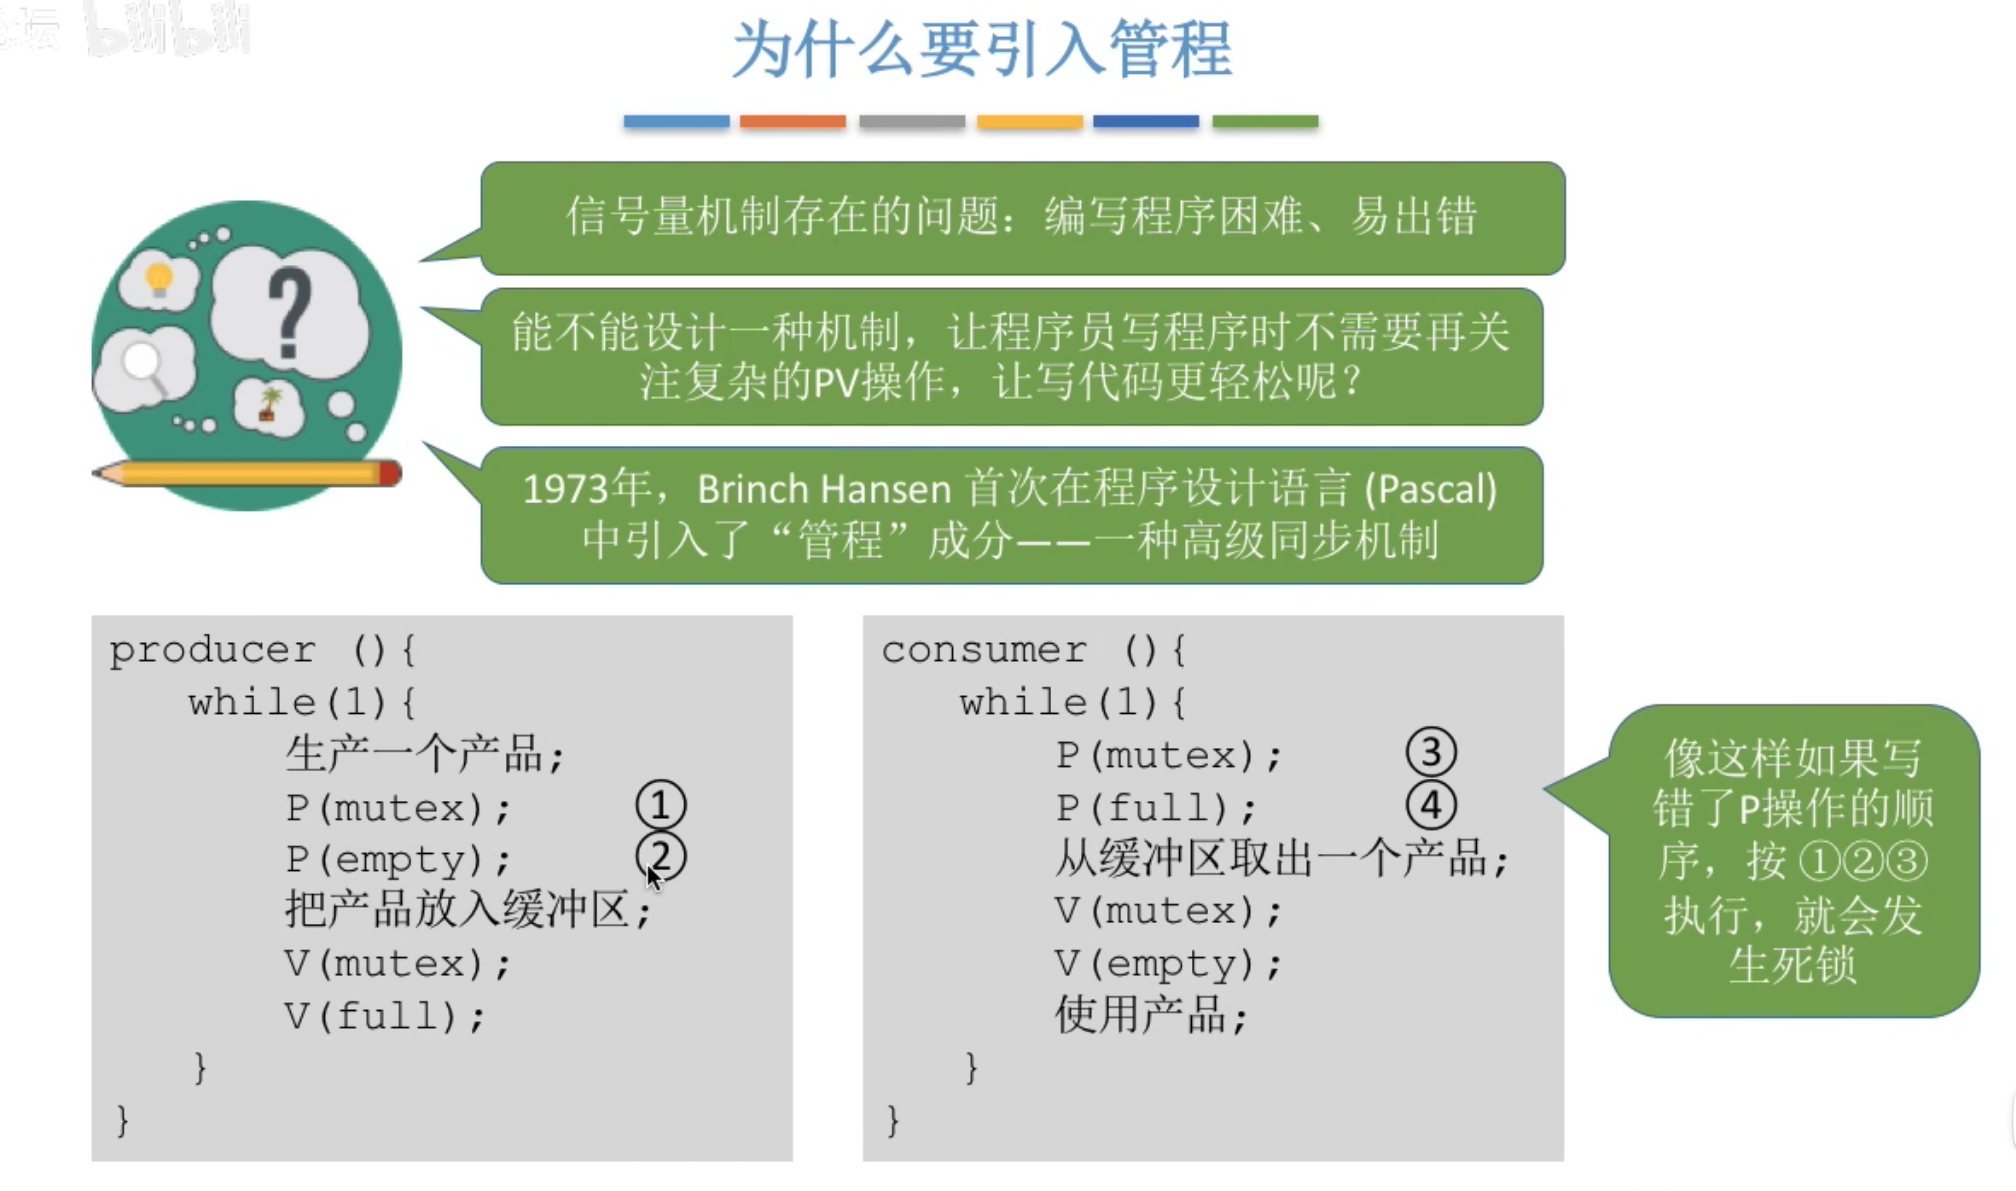 坛 bilibili
为什么要引入管程
信号量机制存在的问题：编写程序困难、易出错
能不能设计一种机制，让程序员写程序时不需要再关
注复杂的PV操作，让写代码更轻松呢？
?
1973年，Brinch Hansen 首次在程序设计语言 (Pascal)
中引入了“管程”成分——一种高级同步机制
producer (){
while(1){
生产一个产品;
P(mutex); ①
P(empty); ②
把产品放入缓冲区;
V(mutex);
V(full);
}
}
consumer (){
while(1){
P(mutex); ③
P(full); ④
从缓冲区取出一个产品;
V(mutex);
V(empty);
使用产品;
}
}
像这样如果写
错了P操作的顺
序，按 ①②③
执行，就会发
生死锁